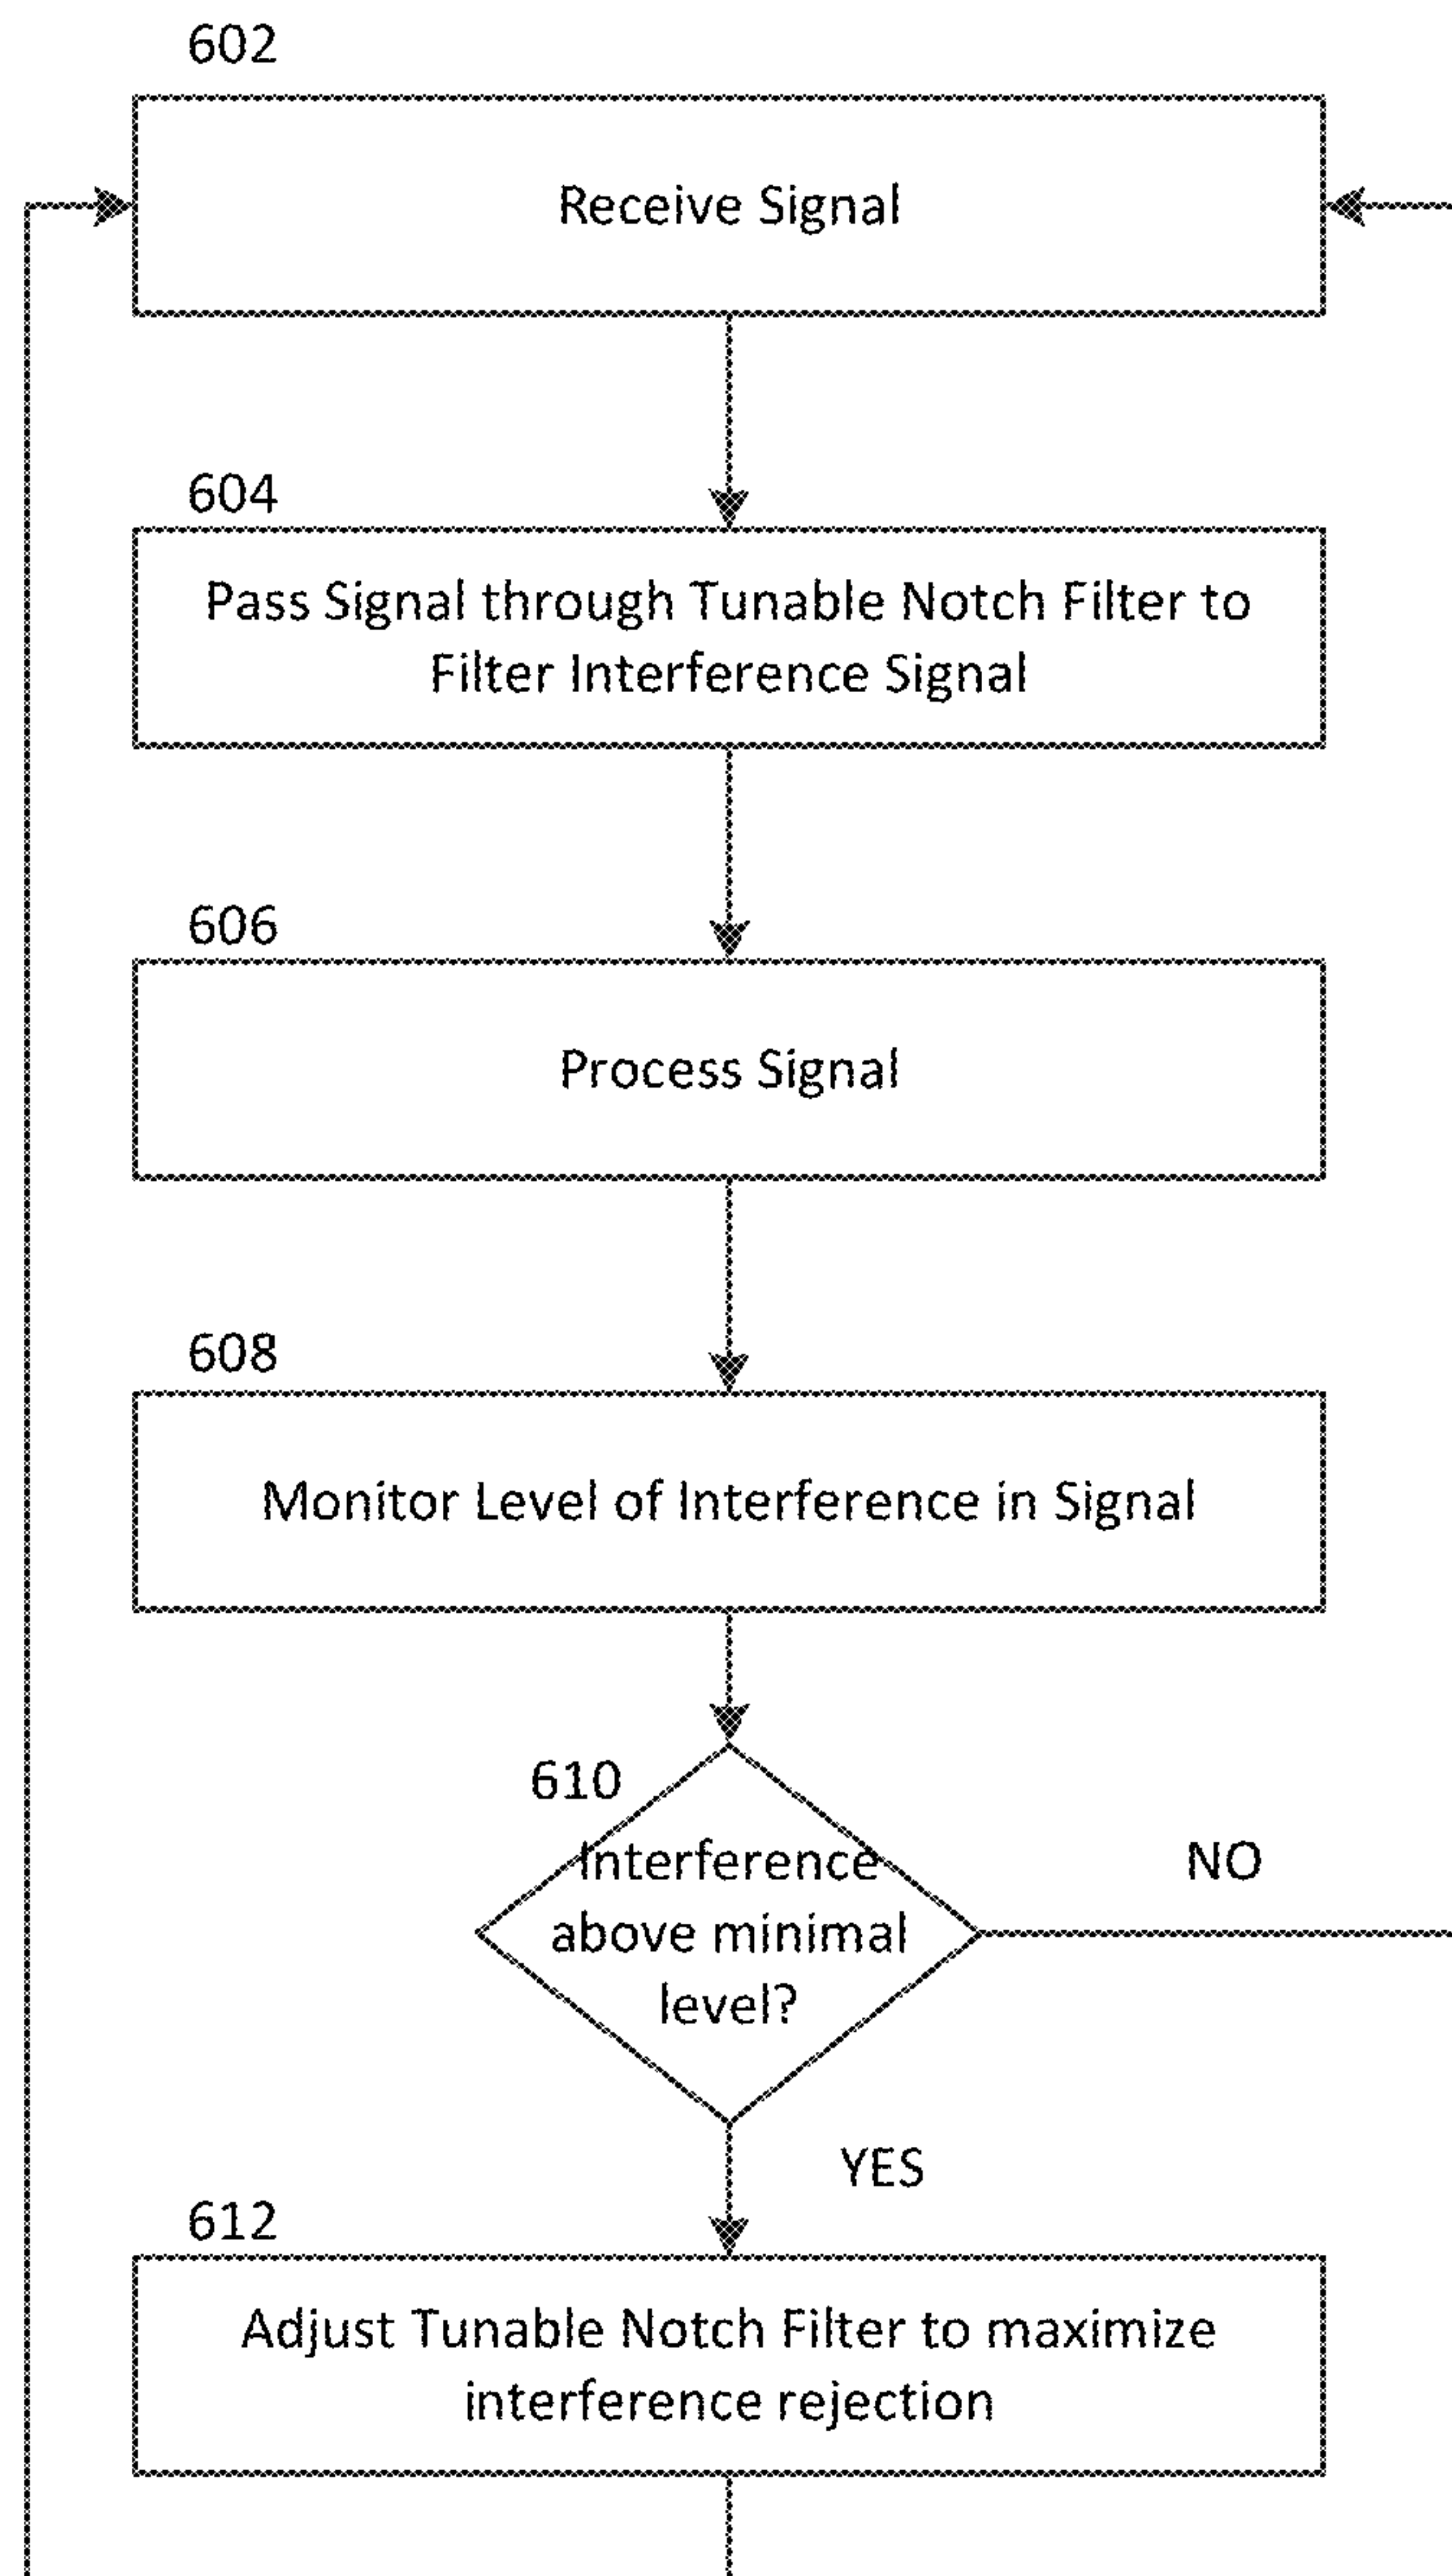 602
Receive Signal
604
Pass Signal through Tunable Notch Filter to
Filter Interference Signal
606
Process Signal
608
Monitor Level of Interference in Signal
610
Interference
above minimal
level?
NO
YES
612
Adjust Tunable Notch Filter to maximize
interference rejection